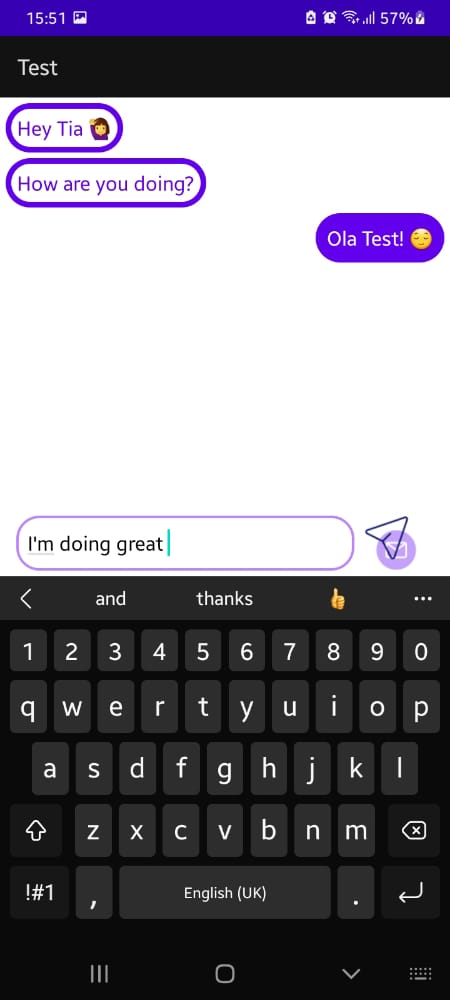 15:51 57%
Test
Hey Tia 🙋‍♀️
How are you doing?
Ola Test! 😌
I'm doing great
and thanks 👍 ...
1 2 3 4 5 6 7 8 9 0
q w e r t y u i o p
a s d f g h j k l
z x c v b n m
!#1 , English (UK) .